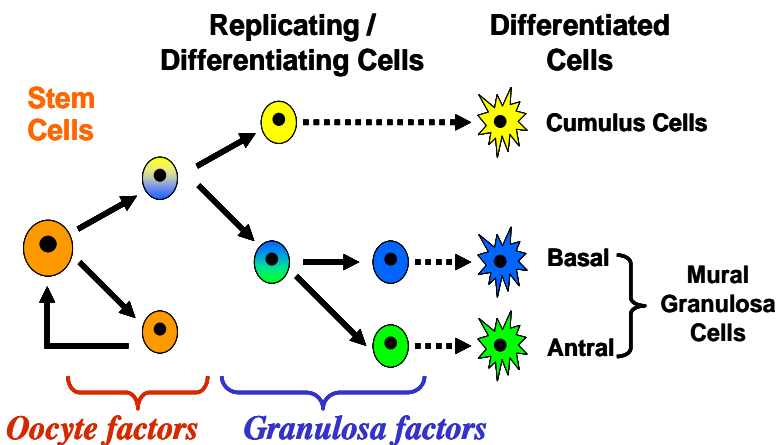 Replicating /
Differentiating Cells
Differentiated
Cells
Stem
Cells
Cumulus Cells
Basal
Antral
Mural
Granulosa
Cells
Oocyte factors
Granulosa factors